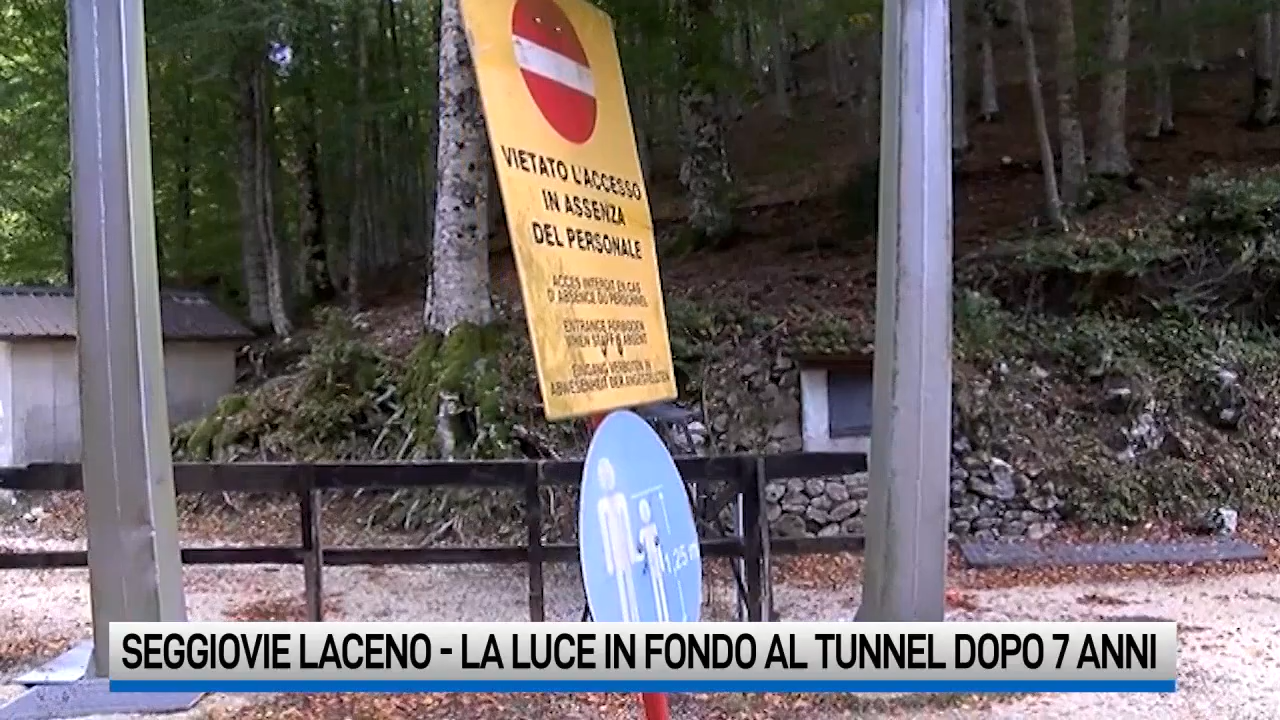 VIETATO L'ACCESSO
IN ASSENZA
DEL PERSONALE
ACCES INTERDIT EN CAS
D'ABSENCE DU PERSONNEL
ENTRANCE FORBIDDEN
WHEN STAFF IS ABSENT
EINGANG VERBOTEN IN
ABWESENHEIT DER ANGESTELLTEN
1,25 m
SEGGIOVIE LACENO - LA LUCE IN FONDO AL TUNNEL DOPO 7 ANNI